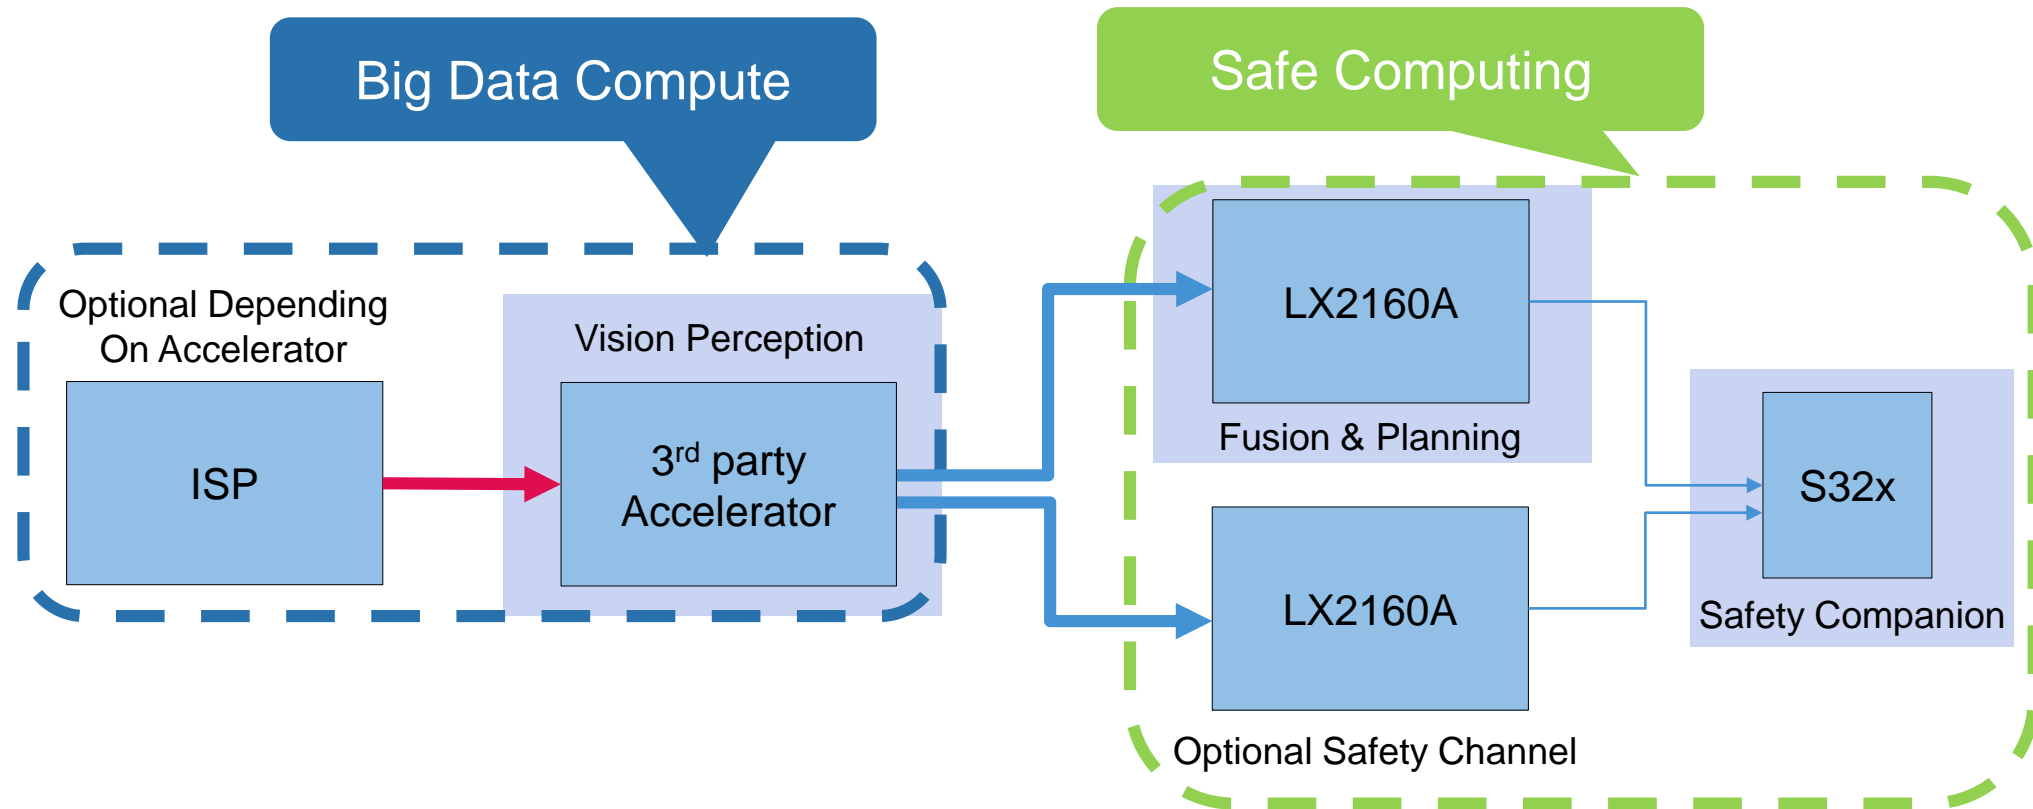 Big Data Compute
Safe Computing
Optional Depending
On Accelerator
ISP
Vision Perception
3rd party
Accelerator
LX2160A
Fusion & Planning
LX2160A
Optional Safety Channel
S32x
Safety Companion